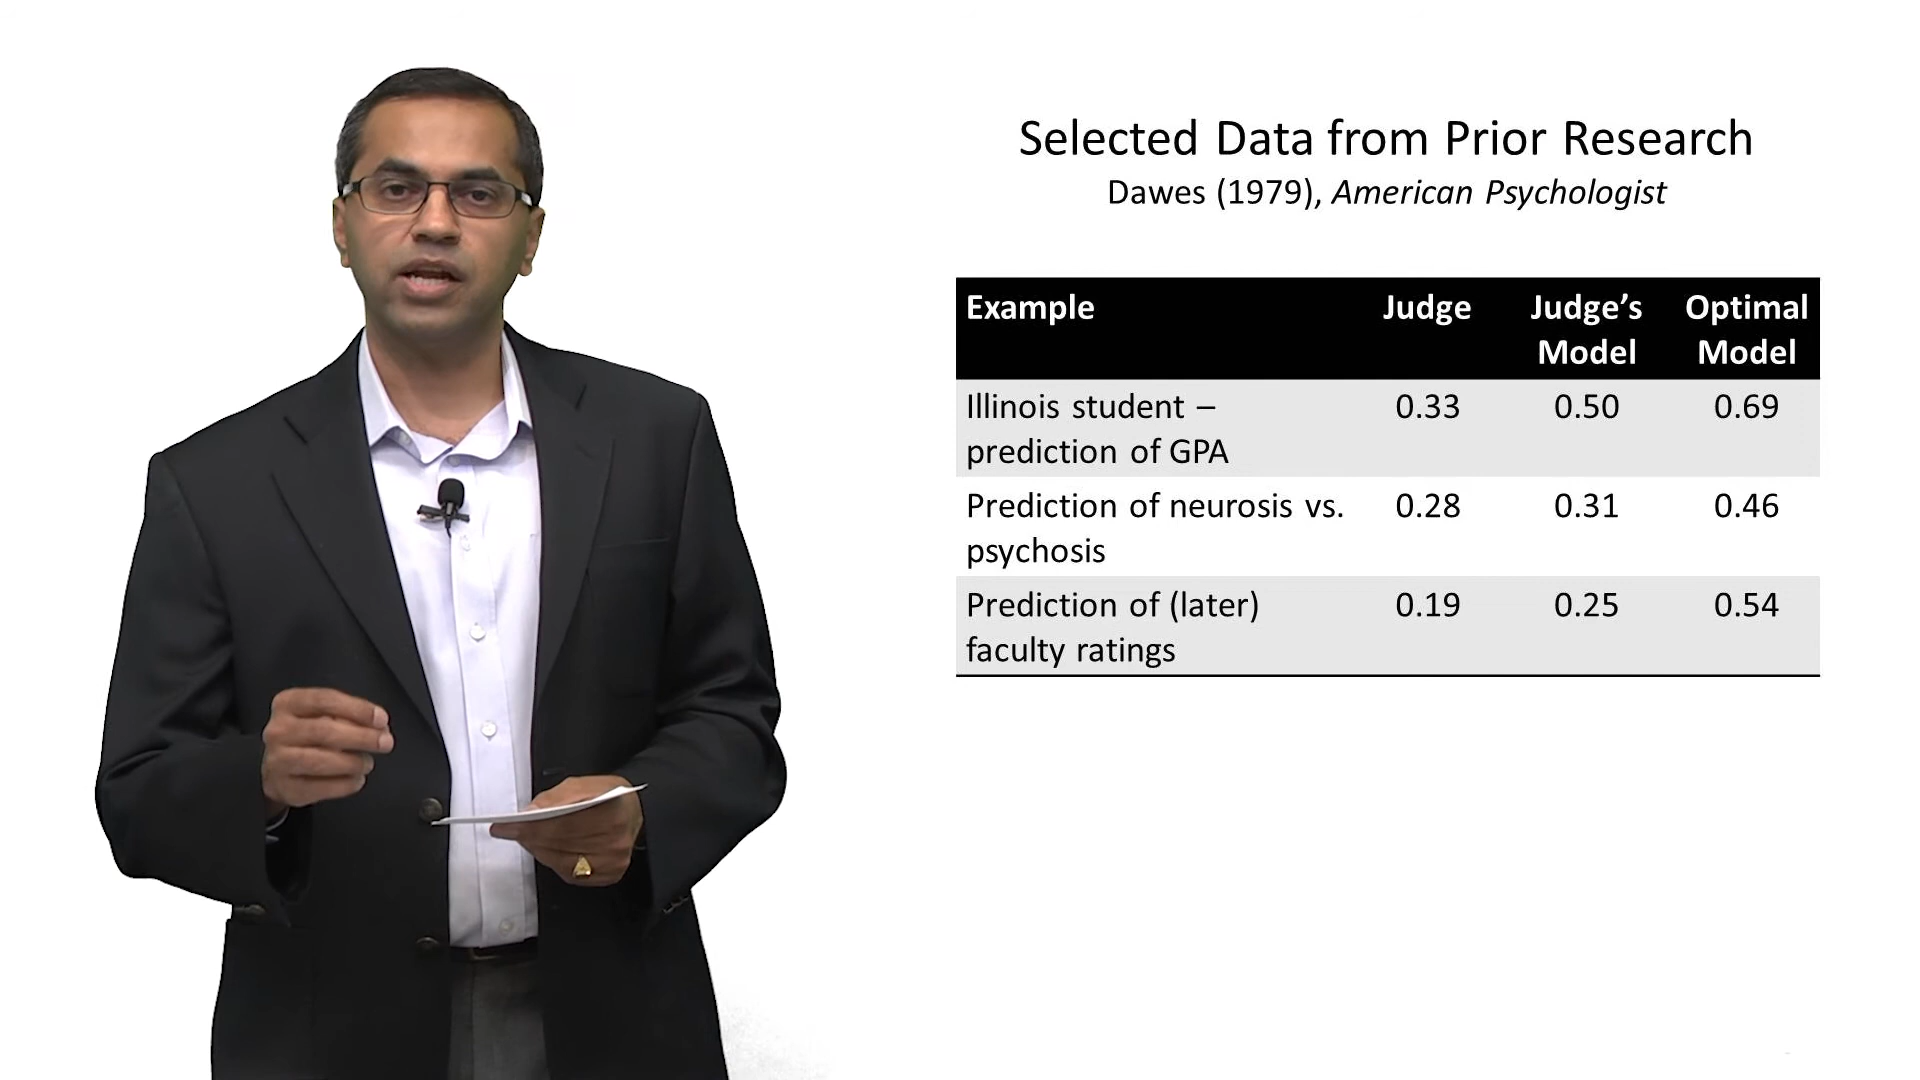 Selected Data from Prior Research
Dawes (1979), American Psychologist
Example Judge Judge’s Model Optimal Model
Illinois student – prediction of GPA 0.33 0.50 0.69
Prediction of neurosis vs. psychosis 0.28 0.31 0.46
Prediction of (later) faculty ratings 0.19 0.25 0.54